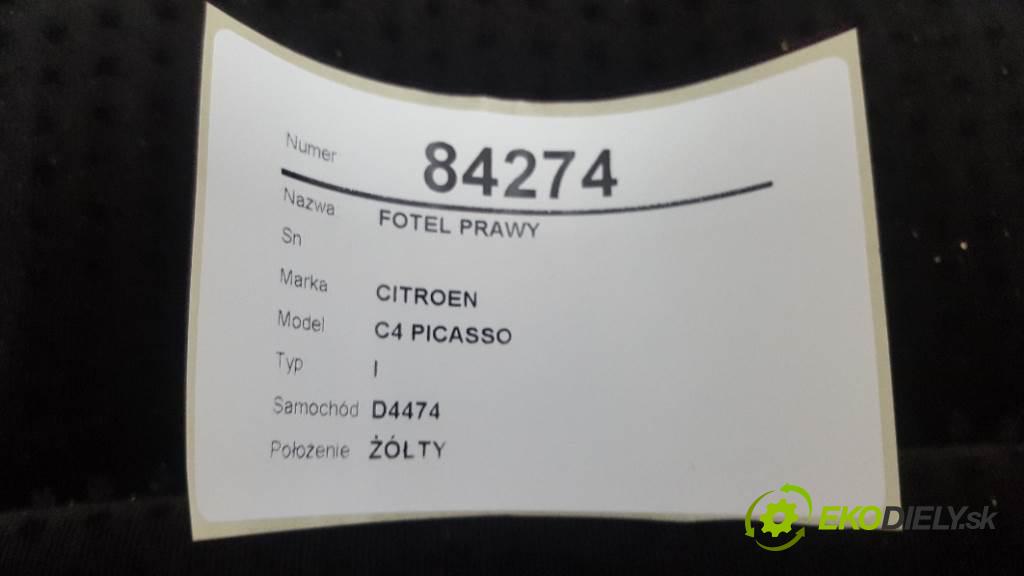 Numer 84274
Nazwa FOTEL PRAWY
Sn
Marka CITROEN
Model C4 PICASSO
Typ I
Samochód D4474
Położenie ŻÓŁTY
EKODIELY.sk